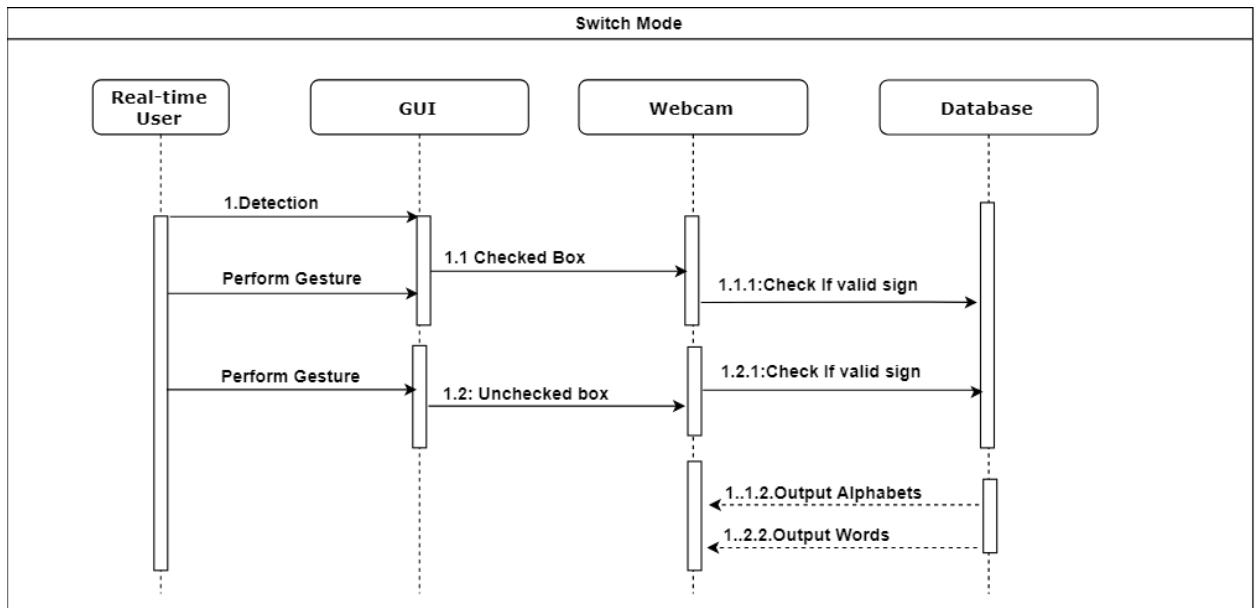 Switch Mode
Real-time
User
GUI
Webcam
Database
1.Detection
1.1 Checked Box
Perform Gesture
1.1.1:Check If valid sign
Perform Gesture
1.2.1:Check If valid sign
1.2: Unchecked box
1..1.2.Output Alphabets
1..2.2.Output Words